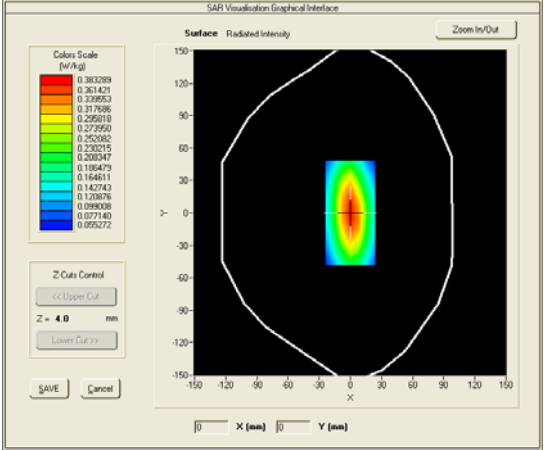 SAR Visualisation Graphical Interface
Surface Radiated Intensity
Zoom In/Out
Colors Scale
(W/kg)
0.383289
0.361421
0.339553
0.317686
0.295818
0.273950
0.252082
0.230215
0.208347
0.186479
0.164611
0.142743
0.120876
0.099008
0.077140
0.055272
Z-Cuts Control
<< Upper Cut
Z = 4.0 mm
Lower Cut >>
SAVE Cancel
150
120
90
60
30
0
-30
-60
-90
-120
-150
Y
-150 -120 -90 -60 -30 0 30 60 90 120 150
X
0 X (mm) 0 Y (mm)